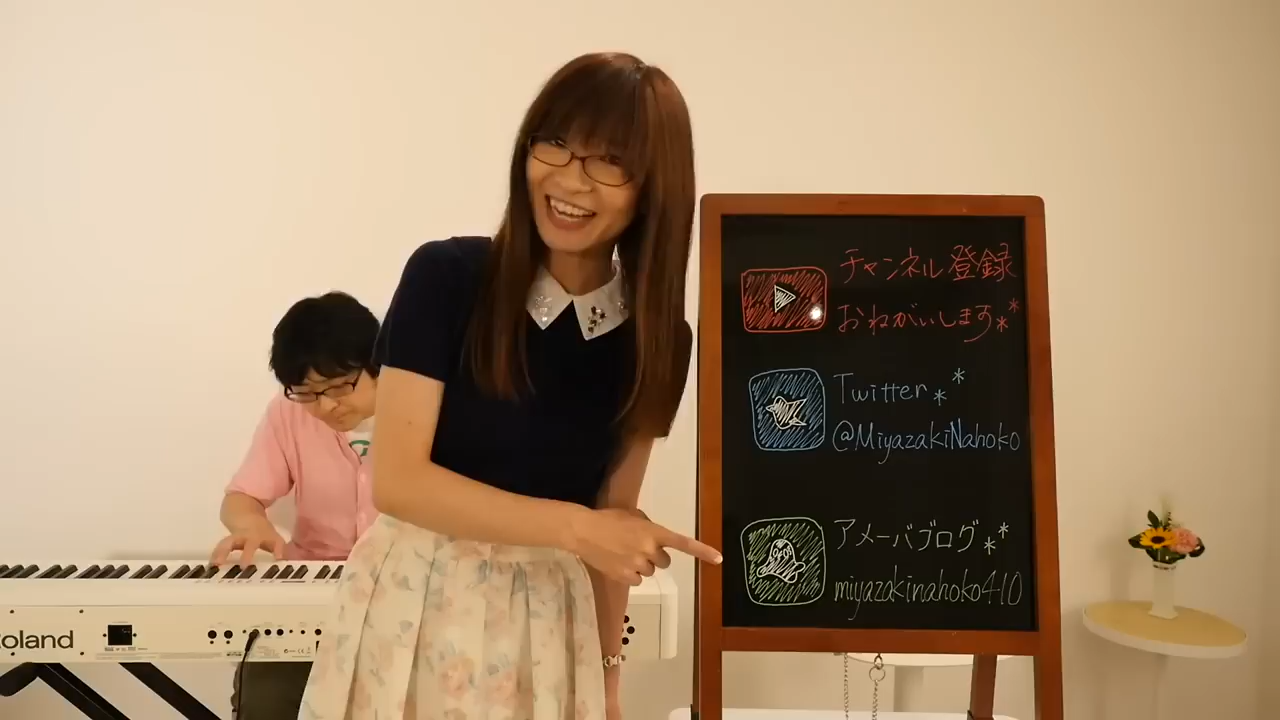 チャンネル登録
おねがいします**
Twitter**
@MiyazakiNahoko
アメーバブログ**
miyazakinahoko410
Roland